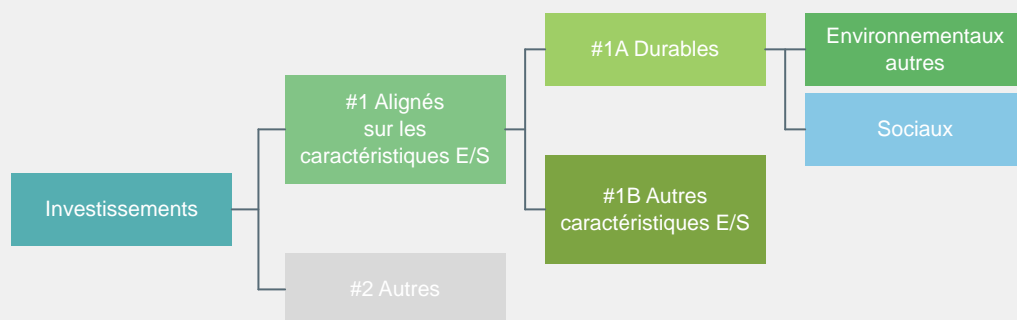 Investissements
#1 Alignés
sur les
caractéristiques E/S
#2 Autres
#1A Durables
#1B Autres
caractéristiques E/S
Environnementaux
autres
Sociaux